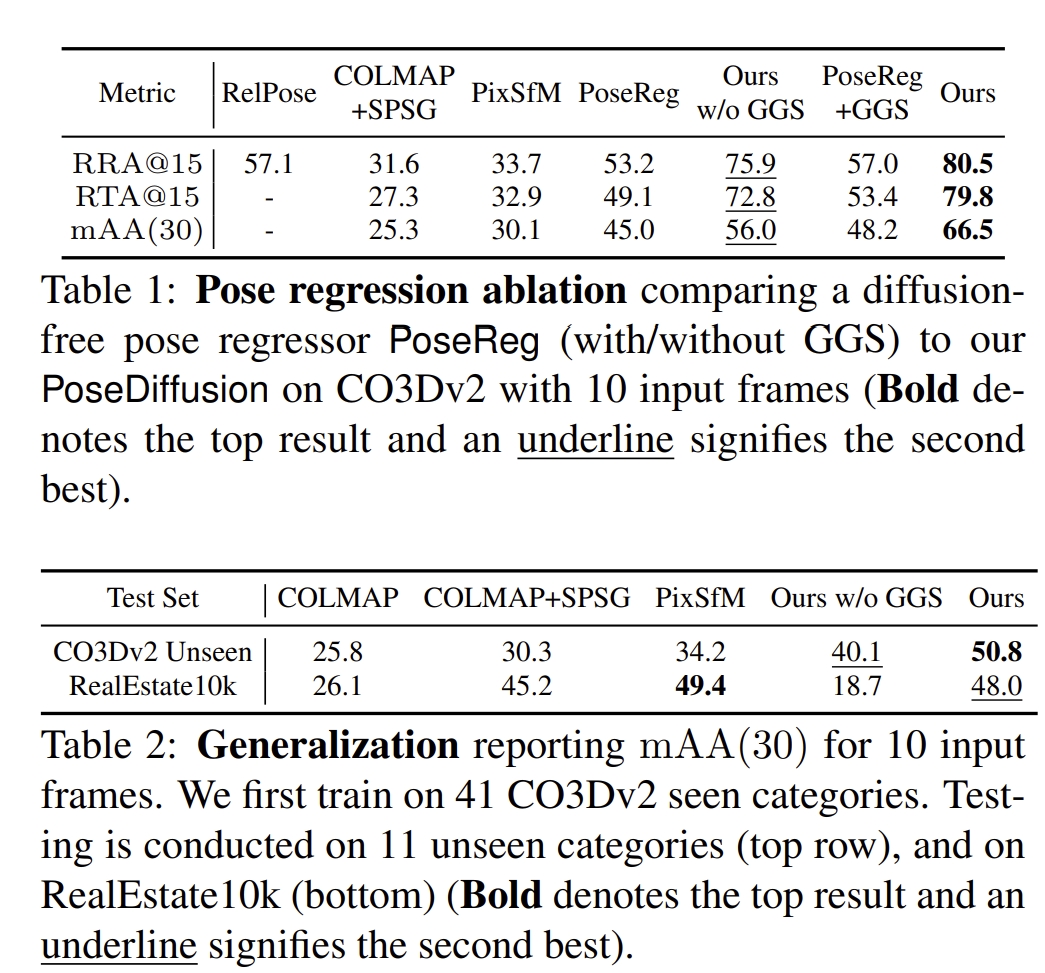 Metric RelPose COLMAP +SPSG PixSfM PoseReg Ours w/o GGS PoseReg +GGS Ours
RRA@15 57.1 31.6 33.7 53.2 75.9 57.0 80.5
RTA@15 - 27.3 32.9 49.1 72.8 53.4 79.8
mAA(30) - 25.3 30.1 45.0 56.0 48.2 66.5
Table 1: Pose regression ablation comparing a diffusion-
free pose regressor PoseReg (with/without GGS) to our
PoseDiffusion on CO3Dv2 with 10 input frames (Bold de-
notes the top result and an underline signifies the second
best).
Test Set COLMAP COLMAP+SPSG PixSfM Ours w/o GGS Ours
CO3Dv2 Unseen 25.8 30.3 34.2 40.1 50.8
RealEstate10k 26.1 45.2 49.4 18.7 48.0
Table 2: Generalization reporting mAA(30) for 10 input
frames. We first train on 41 CO3Dv2 seen categories. Test-
ing is conducted on 11 unseen categories (top row), and on
RealEstate10k (bottom) (Bold denotes the top result and an
underline signifies the second best).